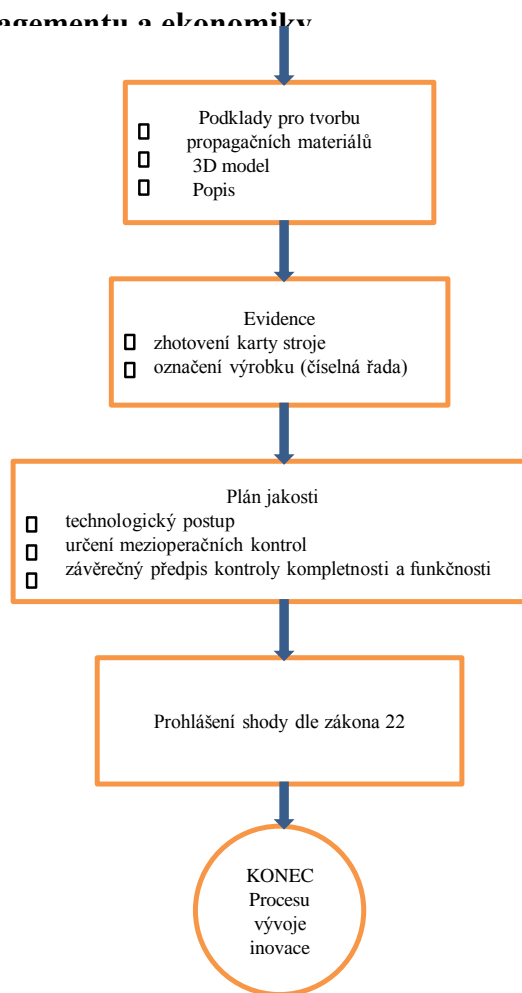 agementu a ekonomiky
Podklady pro tvorbu
propagačních materiálů
3D model
Popis
Evidence
zhotovení karty stroje
označení výrobku (číselná řada)
Plán jakosti
technologický postup
určení mezioperačních kontrol
závěrečný předpis kontroly kompletnosti a funkčnosti
Prohlášení shody dle zákona 22
KONEC
Procesu
vývoje
inovace